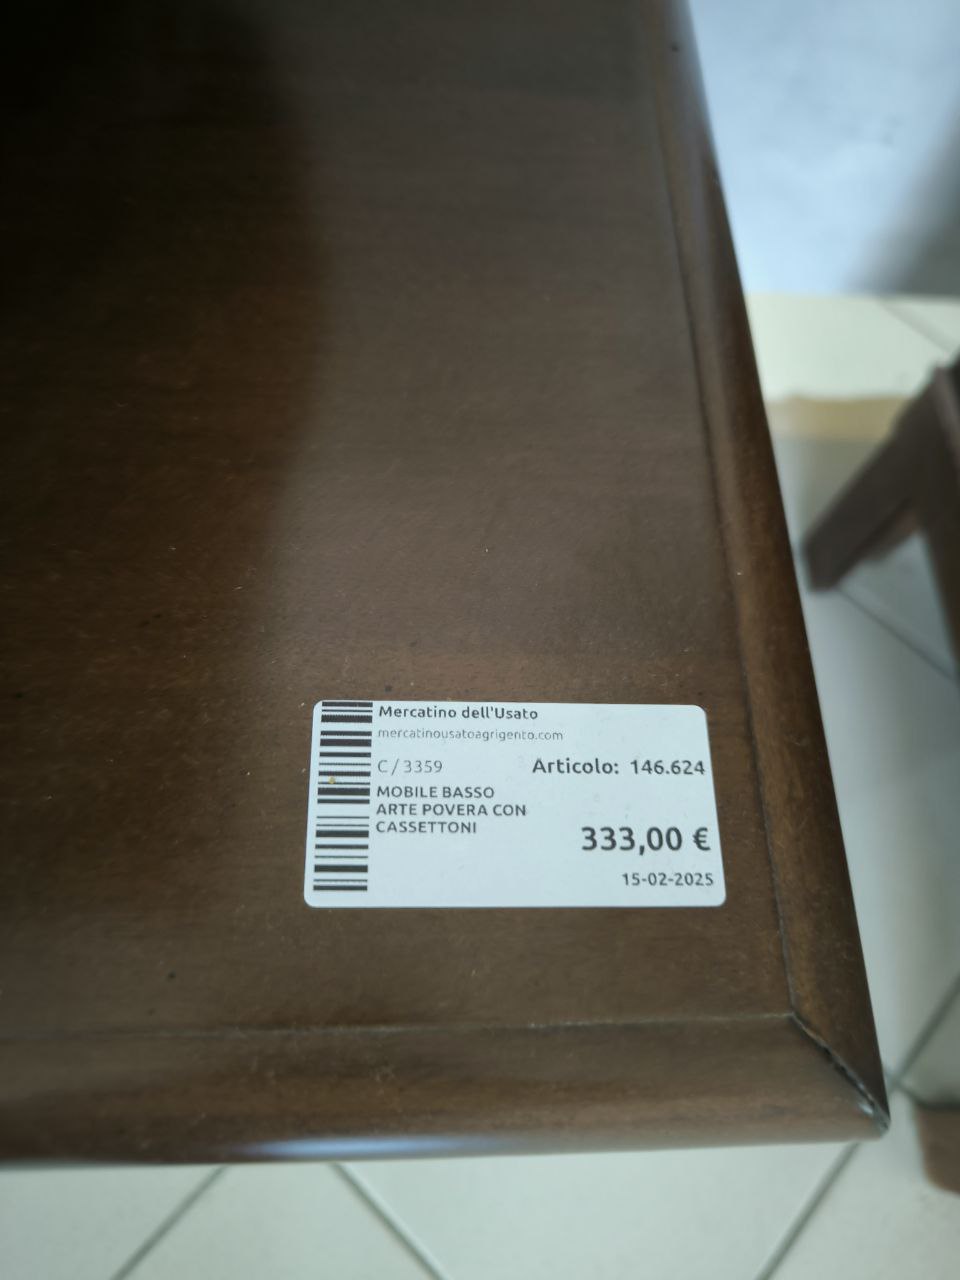 Mercatino dell'Usato
mercatinousatoagrigento.com
C / 3359 Articolo: 146.624
MOBILE BASSO
ARTE POVERA CON
CASSETTONI
333,00 €
15-02-2025